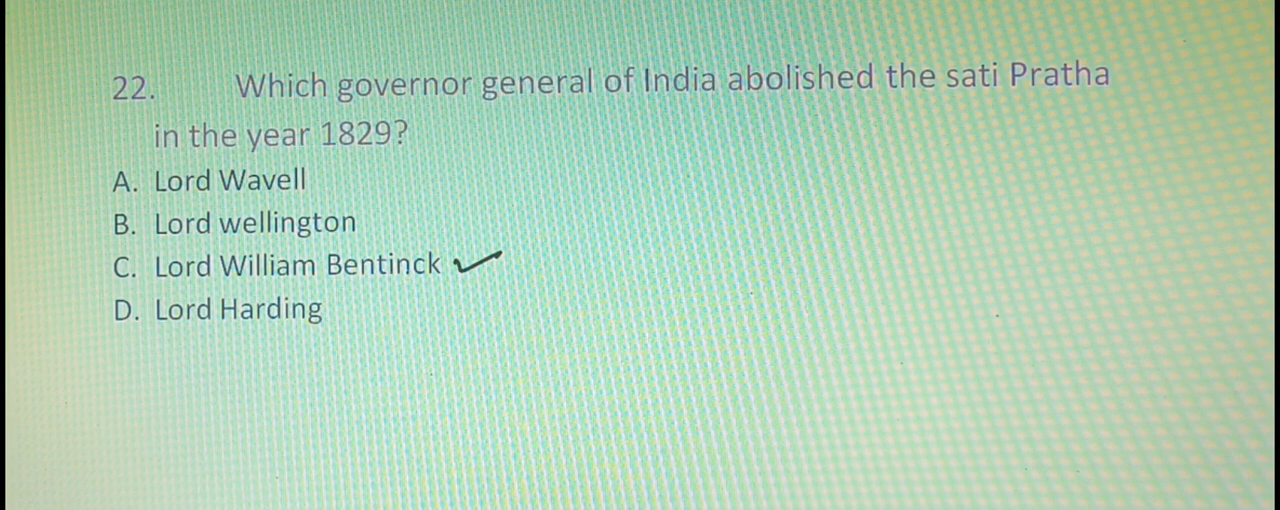 22. Which governor general of India abolished the sati Pratha
in the year 1829?
A. Lord Wavell
B. Lord wellington
C. Lord William Bentinck ✓
D. Lord Harding